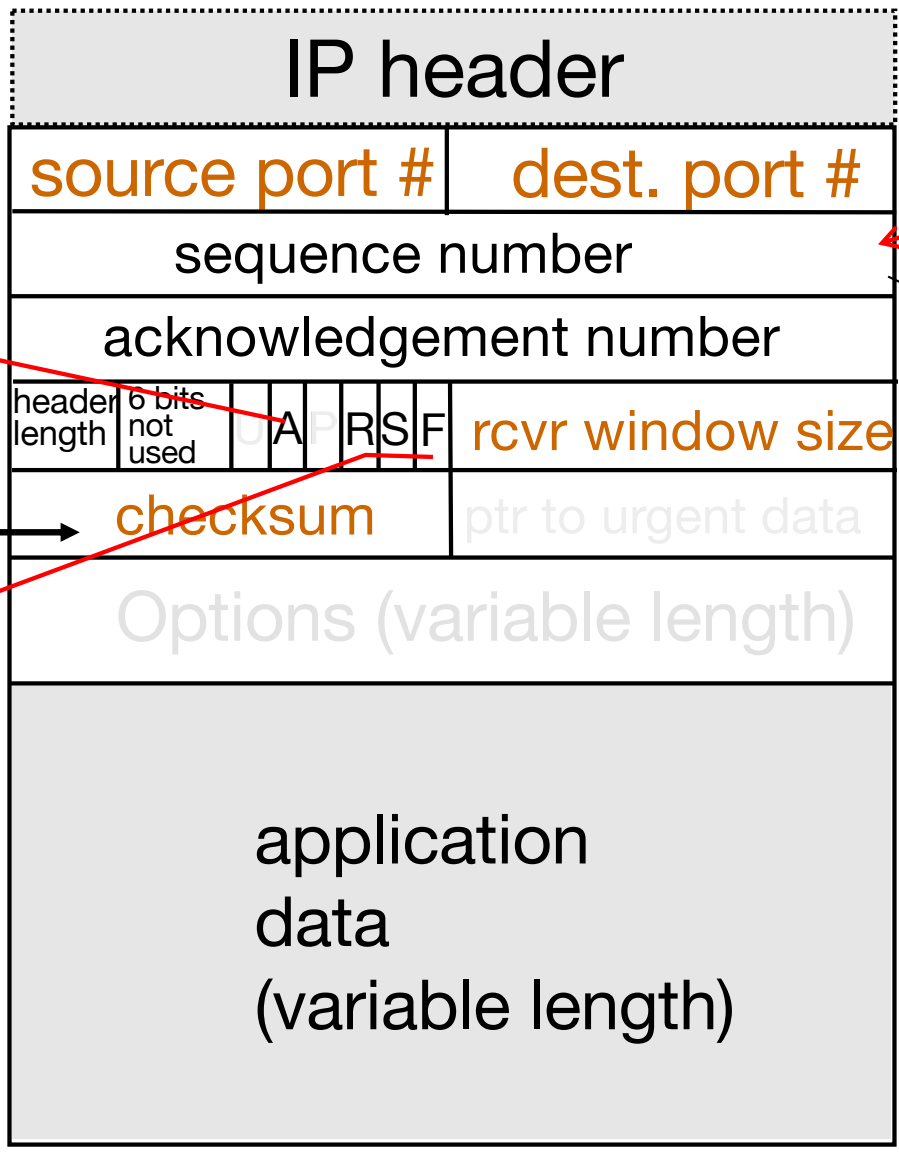 IP header
source port # dest. port #
sequence number
acknowledgement number
header length 6 bits not used U A P R S F rcvr window size
checksum ptr to urgent data
Options (variable length)
application
data
(variable length)